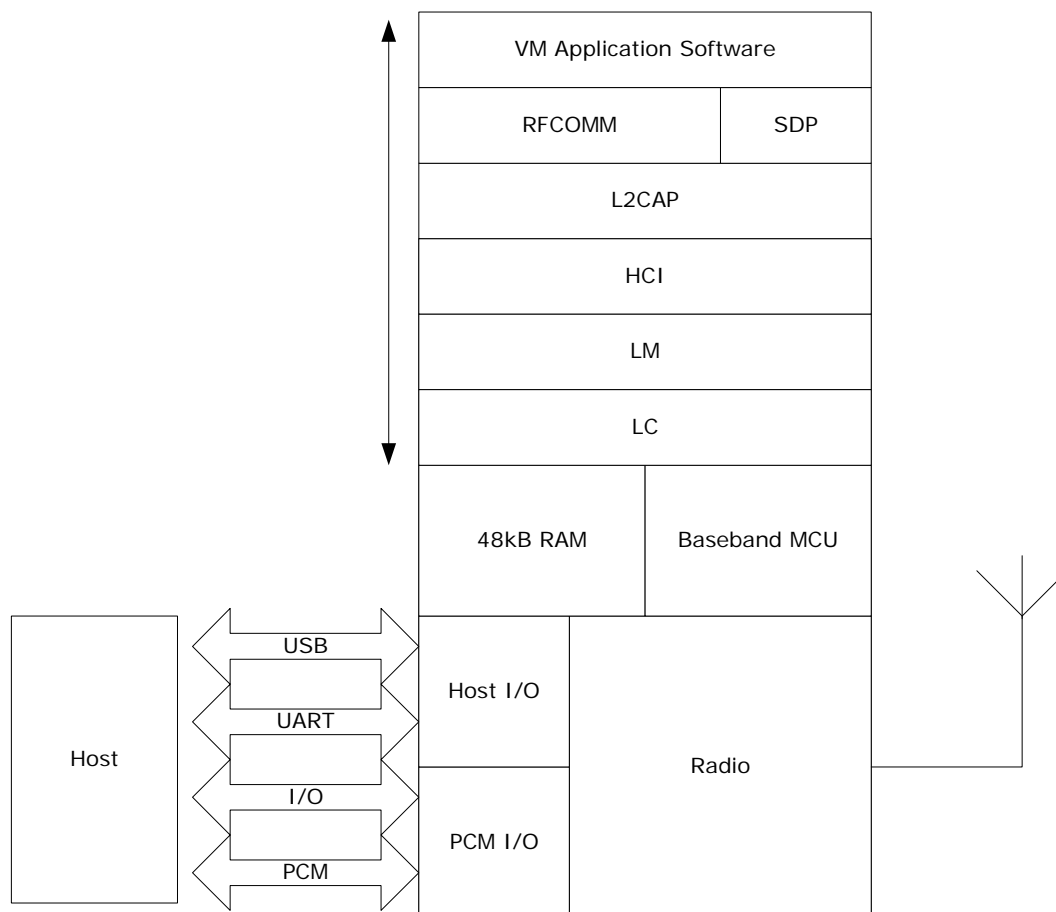 VM Application Software
RFCOMM
SDP
L2CAP
HCI
LM
LC
48kB RAM
Baseband MCU
USB
Host I/O
UART
Host
Radio
I/O
PCM I/O
PCM